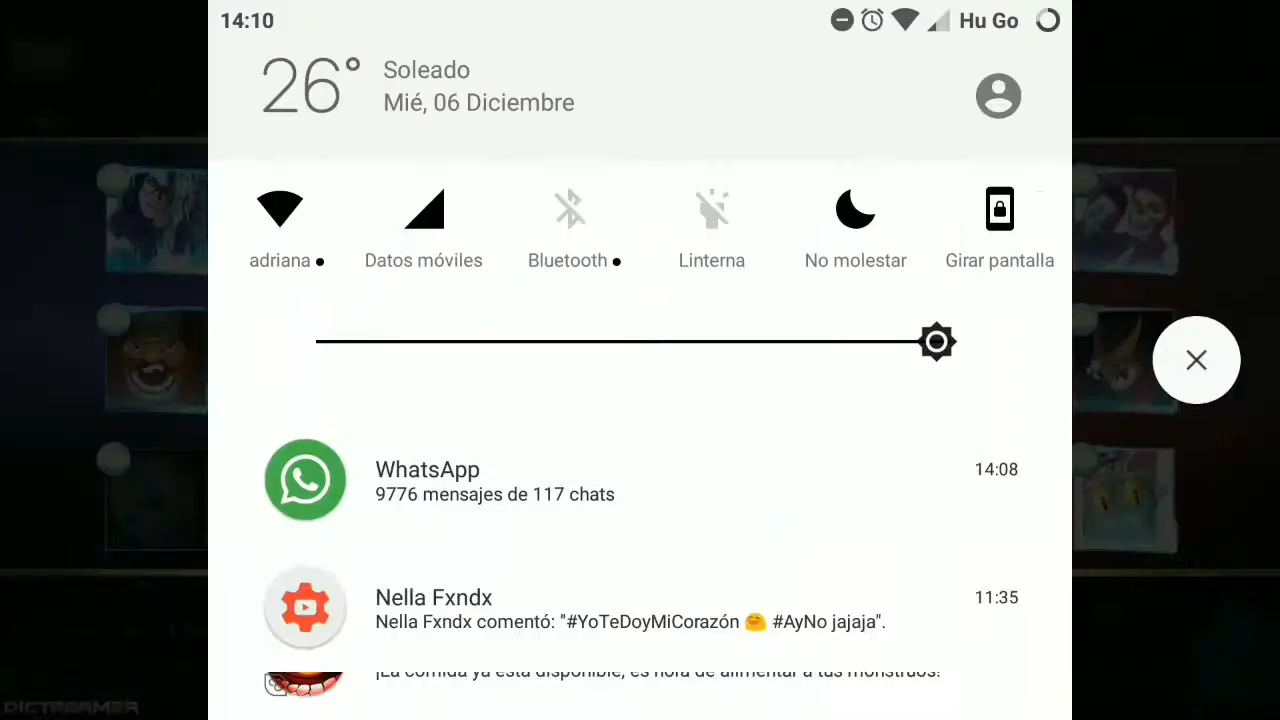 14:10
Hu Go
26°
Soleado
Mié, 06 Diciembre
adriana
Datos móviles
Bluetooth
Linterna
No molestar
Girar pantalla
WhatsApp
14:08
9776 mensajes de 117 chats
Nella Fxndx
11:35
Nella Fxndx comentó: "#YoTeDoyMiCorazón 🤗 #AyNo jajaja".
¡La comida ya está disponible, es hora de alimentar a tus monstruos!